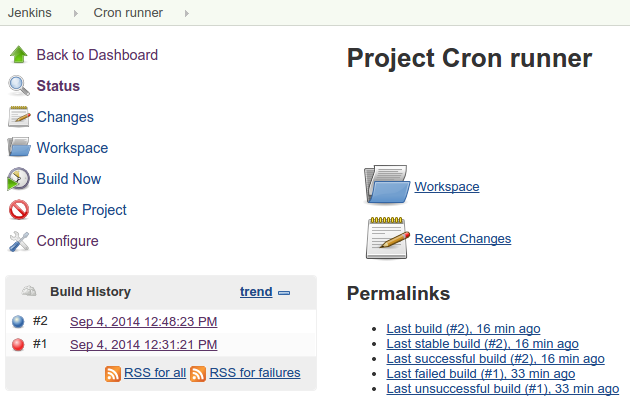 Jenkins Cron runner
Back to Dashboard
Status
Changes
Workspace
Build Now
Delete Project
Configure
Build History trend
#2 Sep 4, 2014 12:48:23 PM
#1 Sep 4, 2014 12:31:21 PM
RSS for all RSS for failures
Project Cron runner
Workspace
Recent Changes
Permalinks
Last build (#2), 16 min ago
Last stable build (#2), 16 min ago
Last successful build (#2), 16 min ago
Last failed build (#1), 33 min ago
Last unsuccessful build (#1), 33 min ago